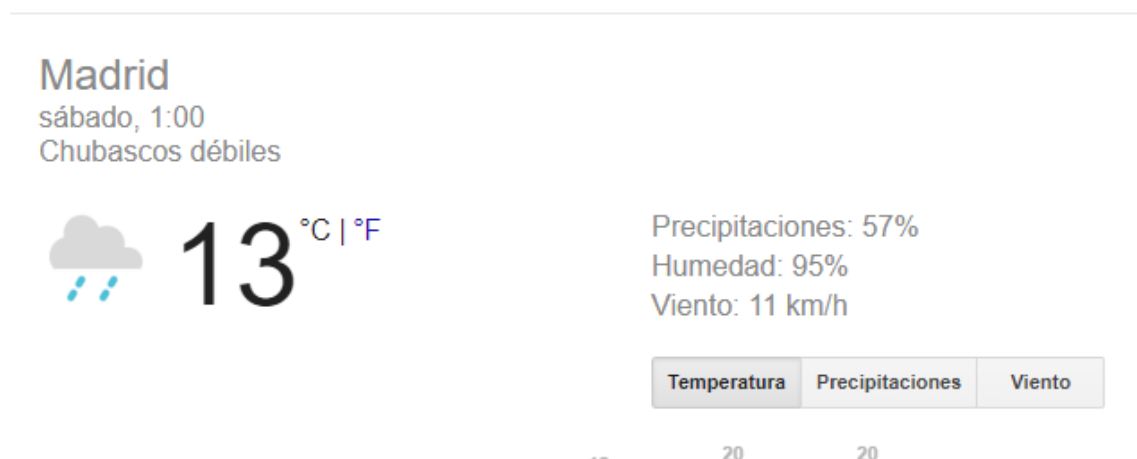 Madrid
sábado, 1:00
Chubascos débiles
13 °C | °F
Precipitaciones: 57%
Humedad: 95%
Viento: 11 km/h
Temperatura Precipitaciones Viento
20 20